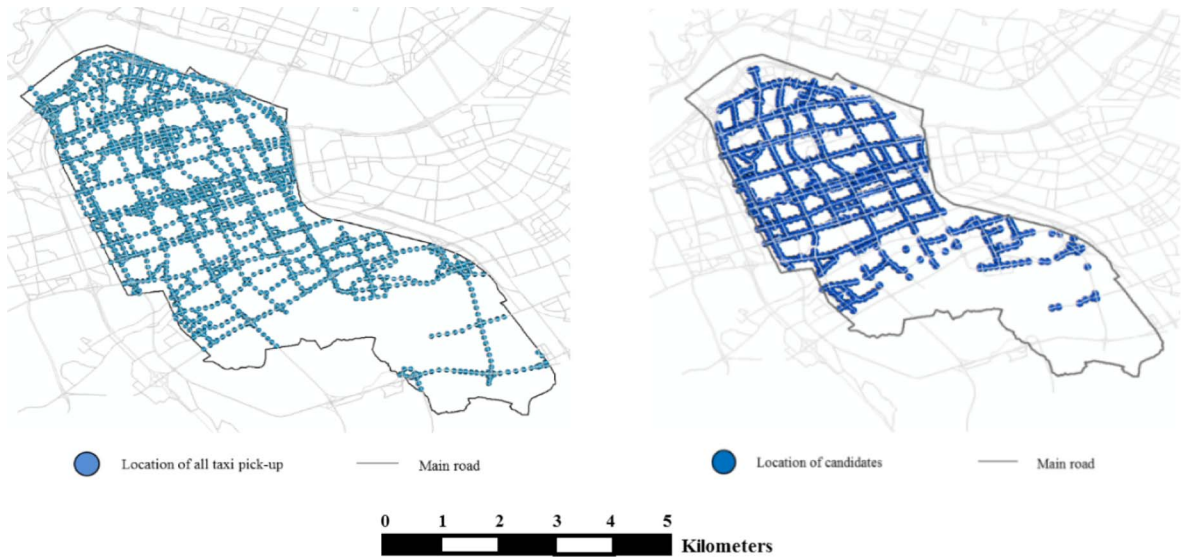 Location of all taxi pick-up
Main road
Location of candidates
Main road
0 1 2 3 4 5
Kilometers